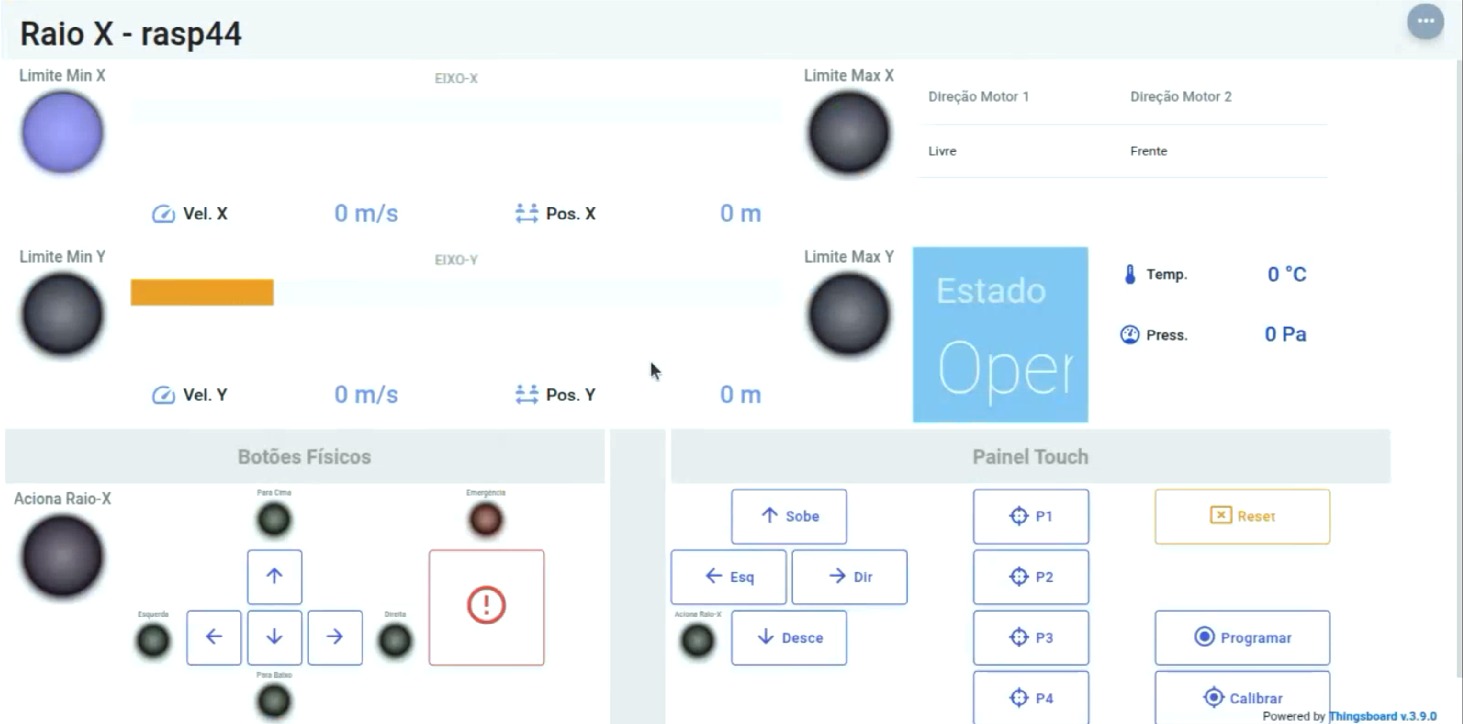 Raio X - rasp44
Limite Min X
EIXO-X
Limite Max X
Direção Motor 1
Direção Motor 2
Livre
Frente
Vel. X
0 m/s
Pos. X
0 m
Limite Min Y
EIXO-Y
Limite Max Y
Estado
Oper
Temp.
0 °C
Press.
0 Pa
Vel. Y
0 m/s
Pos. Y
0 m
Botões Físicos
Painel Touch
Aciona Raio-X
Para Cima
Emergência
Esquerda
Direita
Para Baixo
Sobe
Esq
Dir
Aciona Raio-X
Desce
P1
P2
P3
P4
Reset
Programar
Calibrar
Powered by Thingsboard v.3.9.0